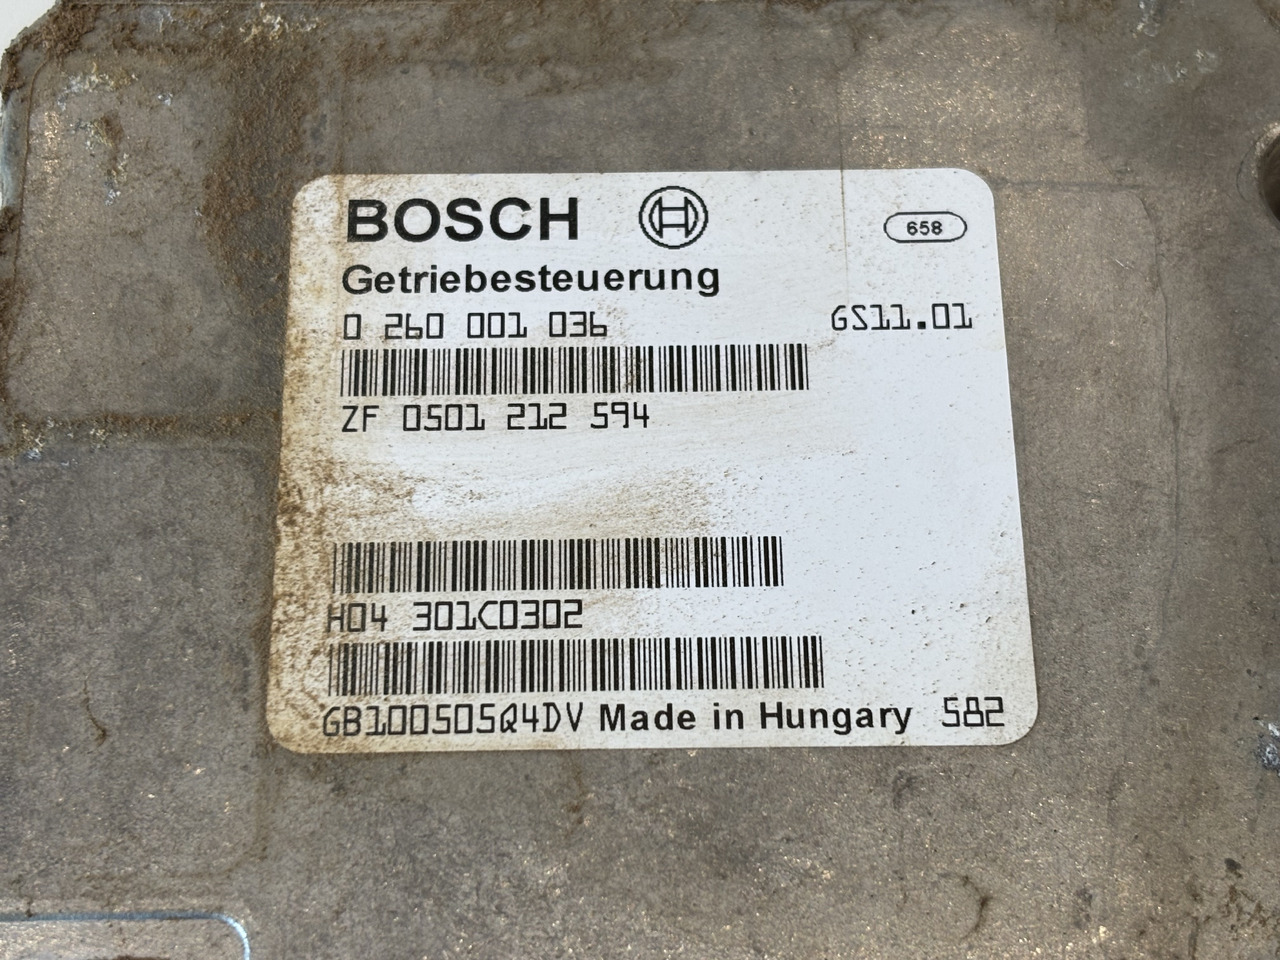 BOSCH 658
Getriebesteuerung
0 260 001 036 GS11.01
ZF 0501 212 594
H04 301C0302
GB100505Q4DV Made in Hungary 582